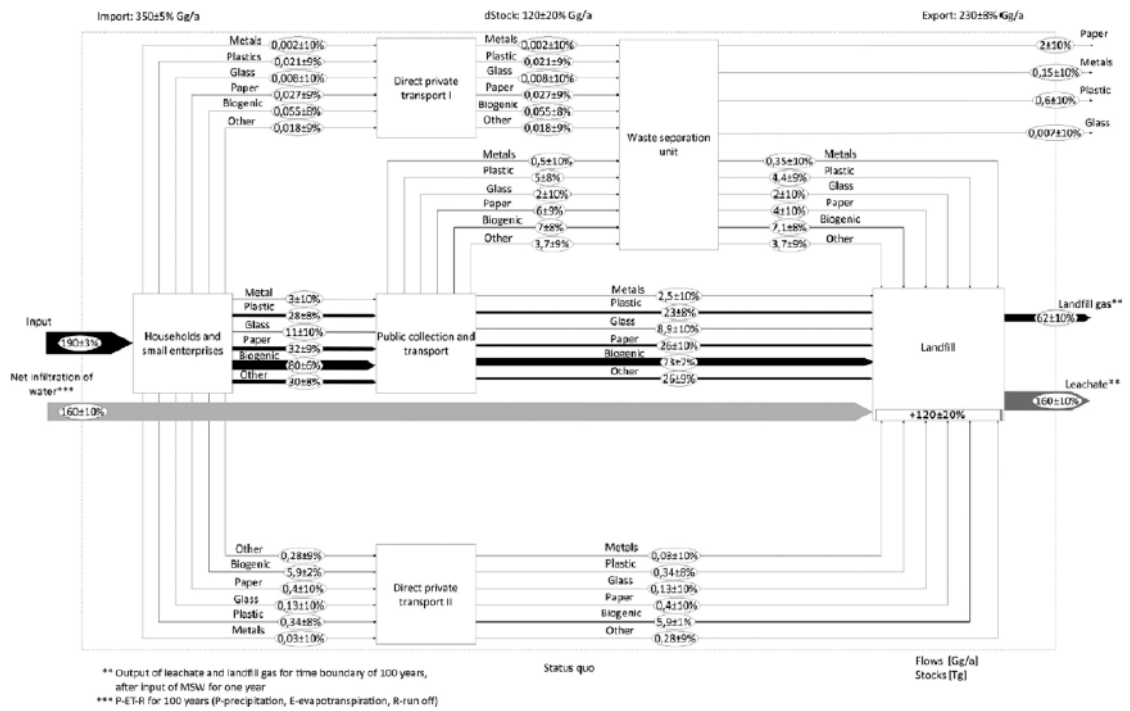 Import: 350±5% Gg/a
dStock: 120±20% Gg/a
Export: 230±8% Gg/a
Metals 0,002±10%
Plastics 0,021±9%
Glass 0,008±10%
Paper 0,027±9%
Biogenic 0,055±8%
Other 0,018±9%
Direct private
transport I
Metals 0,002±10%
Plastic 0,021±9%
Glass 0,008±10%
Paper 0,027±9%
Biogenic 0,055±8%
Other 0,018±9%
Waste separation
unit
2±10% Paper
0,15±10% Metals
0,6±10% Plastic
0,007±10% Glass
Metals 0,5±10%
Plastic 5±8%
Glass 2±10%
Paper 6±9%
Biogenic 7±8%
Other 3,7±9%
0,35±10% Metals
4,4±9% Plastic
2±10% Glass
4±10% Paper
7,1±8% Biogenic
3,7±9% Other
Input
190±3%
Households and
small enterprises
Metal 3±10%
Plastic 28±8%
Glass 11±10%
Paper 32±9%
Biogenic
Other 30±8%
Public collection and
transport
Metals 2,5±10%
Plastic 23±8%
Glass 8,9±10%
Paper 26±10%
Biogenic
Other 26±9%
Landfill
+120±20%
Landfill gas**
62±10%
Leachate**
160±10%
Net infiltration of
water***
160±10%
Other 0,28±9%
Biogenic 5,9±2%
Paper 0,4±10%
Glass 0,13±10%
Plastic 0,34±8%
Metals 0,03±10%
Direct private
transport II
Metals 0,03±10%
Plastic 0,34±8%
Glass 0,13±10%
Paper 0,4±10%
Biogenic 5,9±1%
Other 0,28±9%
** Output of leachate and landfill gas for time boundary of 100 years,
after input of MSW for one year
*** P-ET-R for 100 years (P-precipitation, E-evapotranspiration, R-run off)
Status quo
Flows [Gg/a]
Stocks [Tg]